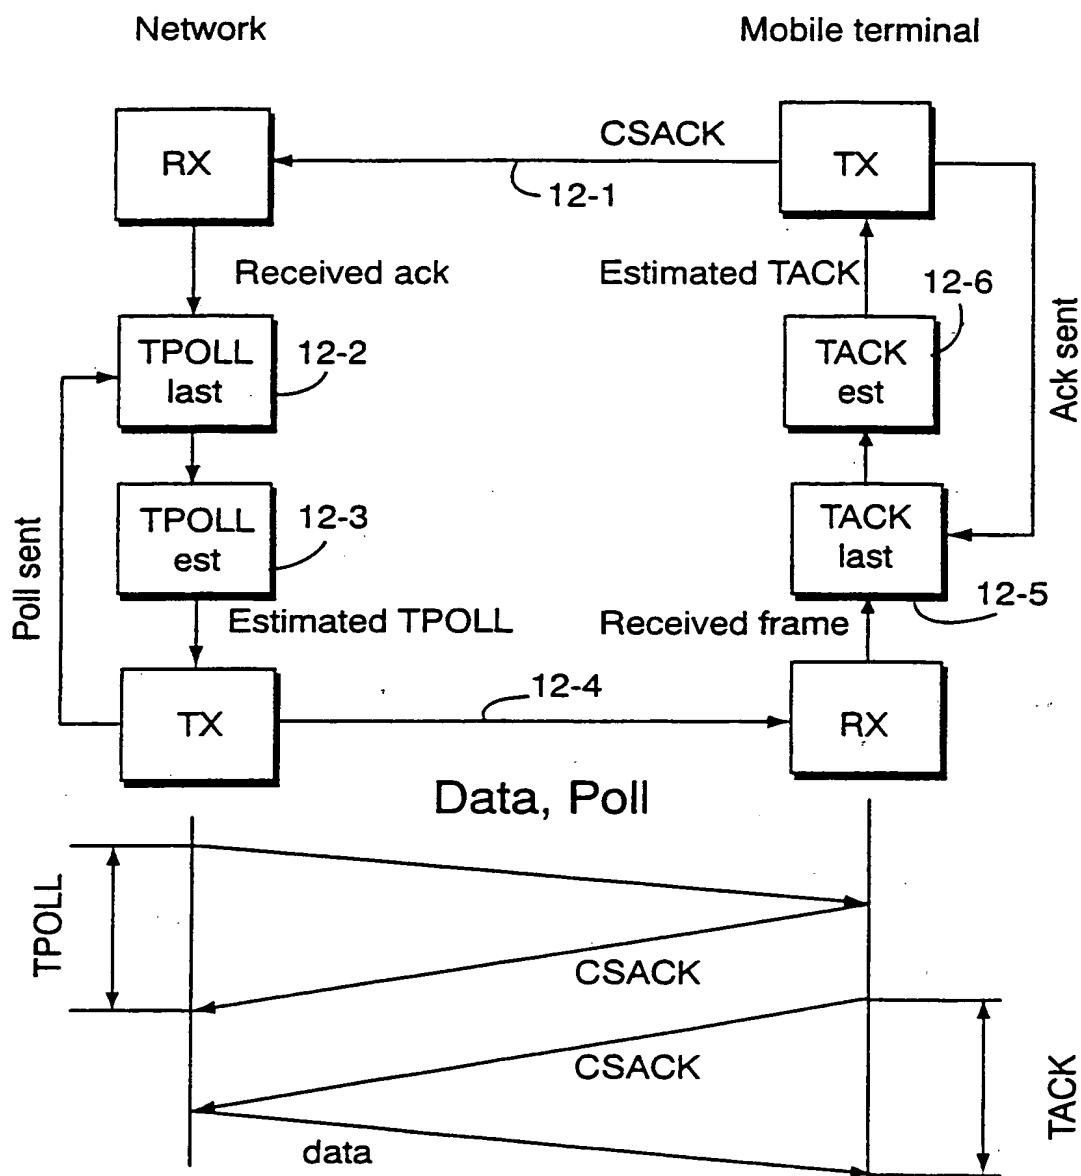 Network
Mobile terminal
RX
CSACK
TX
12-1
Received ack
Estimated TACK
12-6
TPOLL
last
12-2
TACK
est
Ack sent
TPOLL
est
12-3
TACK
last
12-5
Poll sent
Estimated TPOLL
Received frame
TX
12-4
RX
Data, Poll
TPOLL
CSACK
CSACK
TACK
data